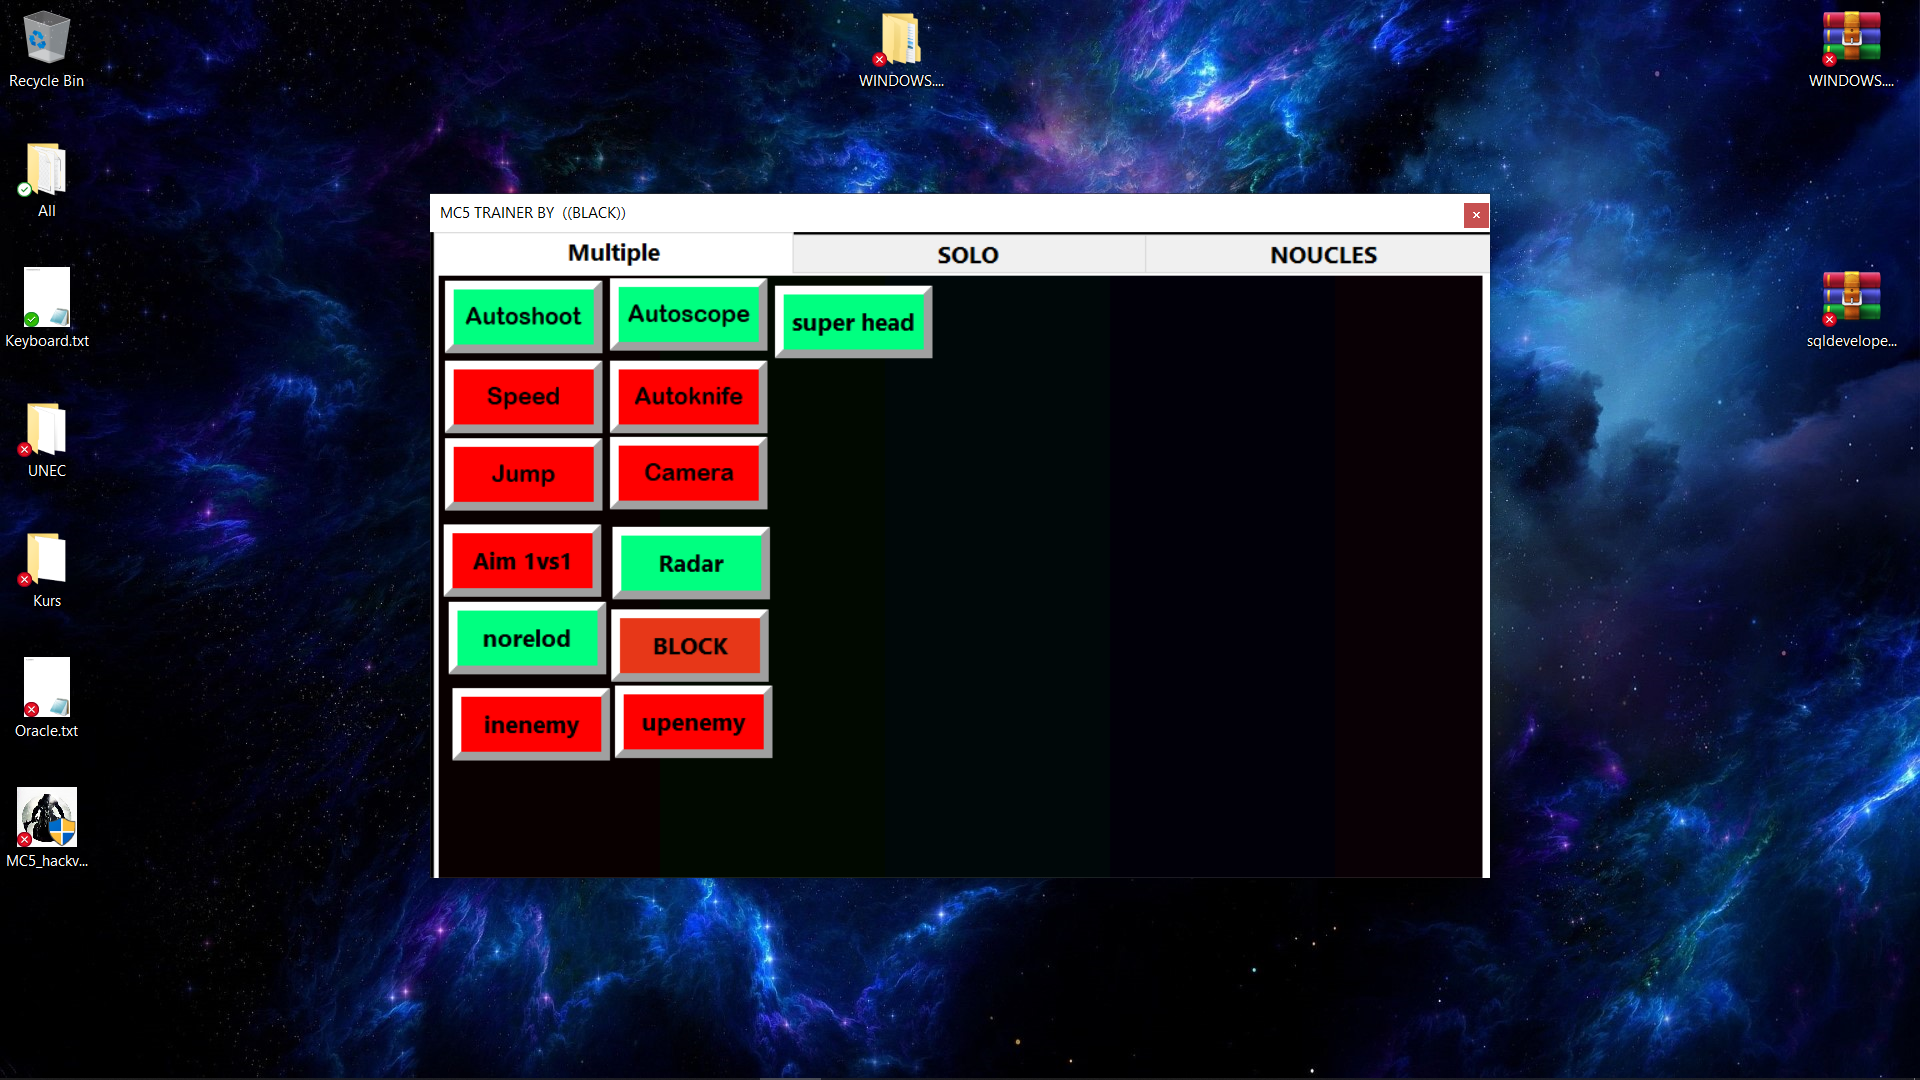 Recycle Bin
WINDOWS....
WINDOWS....
All
Keyboard.txt
sqldevelope...
UNEC
Kurs
Oracle.txt
MC5_hackv...
MC5 TRAINER BY ((BLACK))
Multiple
SOLO
NOUCLES
Autoshoot
Autoscope
super head
Speed
Autoknife
Jump
Camera
Aim 1vs1
Radar
norelod
BLOCK
inenemy
upenemy